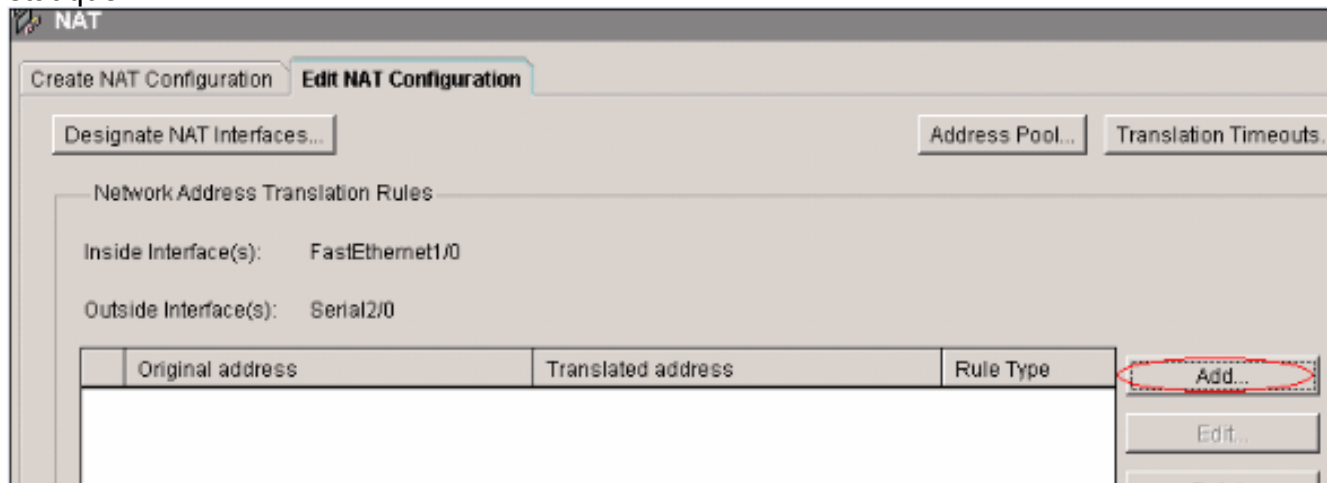 NAT
Create NAT Configuration Edit NAT Configuration
Designate NAT Interfaces... Address Pool... Translation Timeouts.
Network Address Translation Rules
Inside Interface(s): FastEthernet1/0
Outside Interface(s): Serial2/0
Original address Translated address Rule Type Add...
Edit...